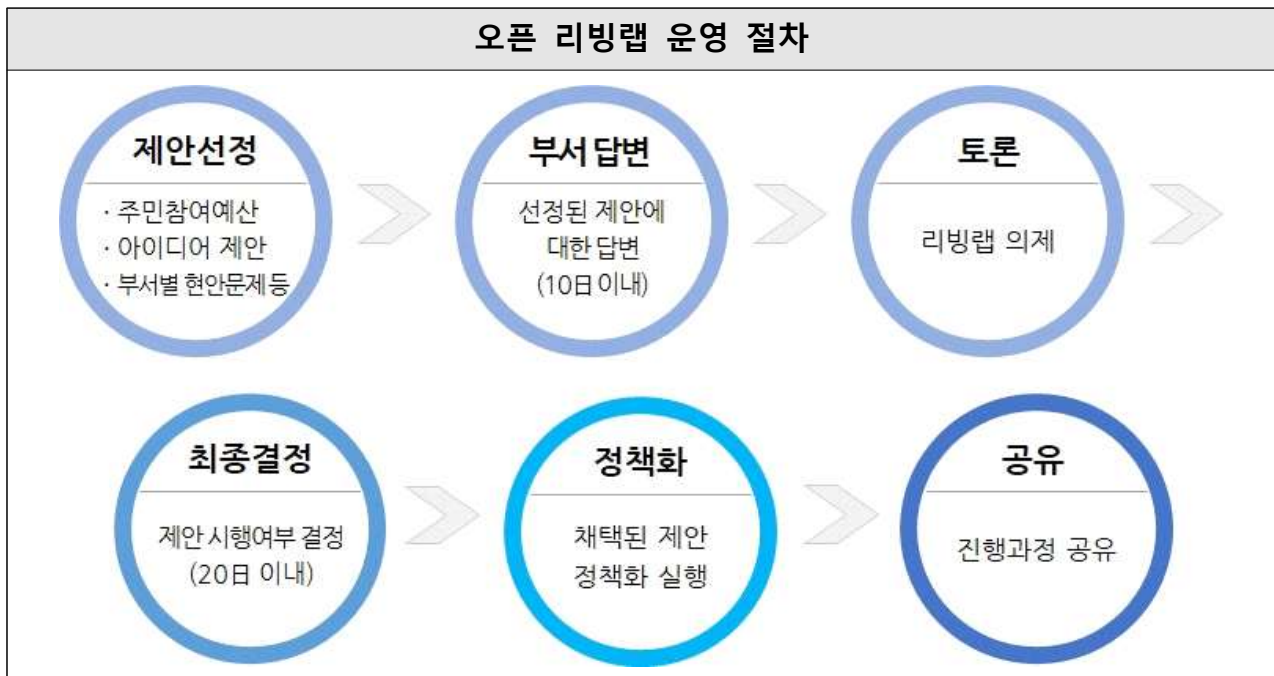 오픈 리빙랩 운영 절차
제안선정
· 주민참여예산
· 아이디어 제안
· 부서별 현안문제 등
부서 답변
선정된 제안에
대한 답변
(10日 이내)
토론
리빙랩 의제
최종결정
제안 시행여부 결정
(20日 이내)
정책화
채택된 제안
정책화 실행
공유
진행과정 공유